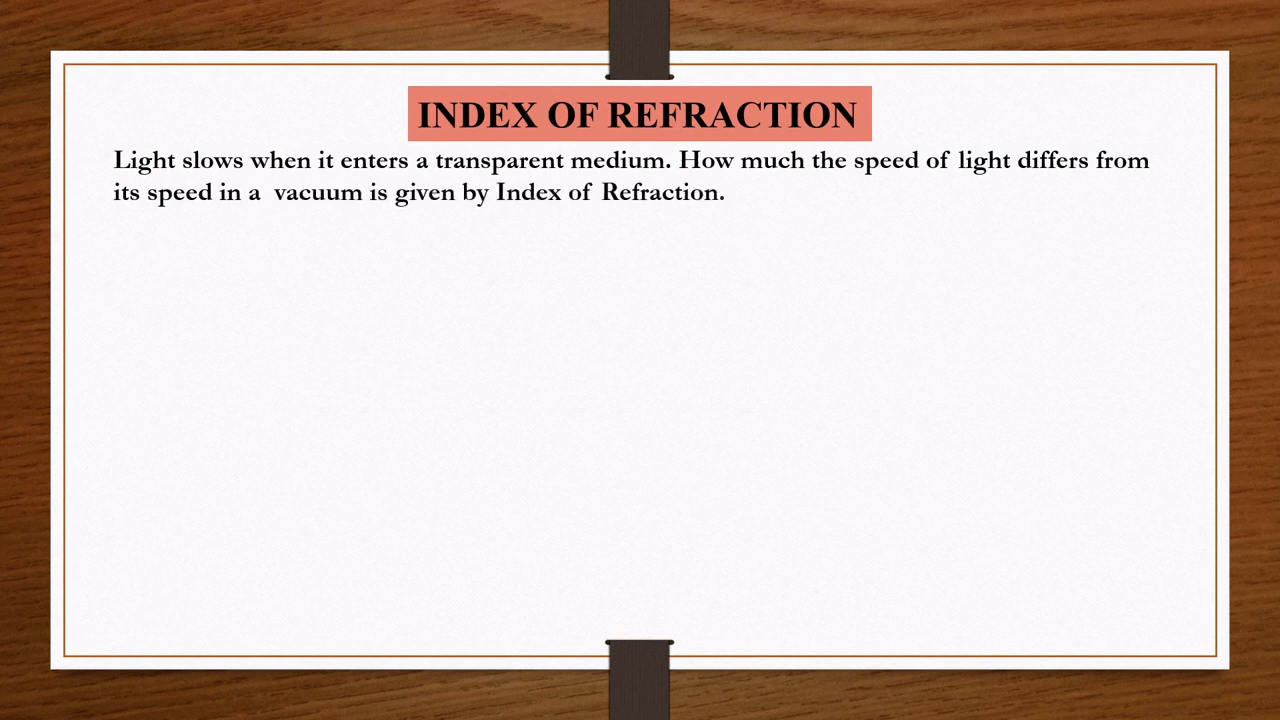 INDEX OF REFRACTION
Light slows when it enters a transparent medium. How much the speed of light differs from
its speed in a vacuum is given by Index of Refraction.